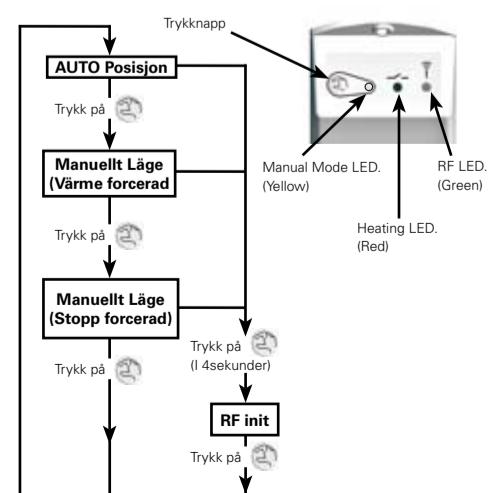 Trykknapp
AUTO Posisjon
Trykk på
Manuellt Läge
(Värme forcerad
Trykk på
Manuellt Läge
(Stopp forcerad)
Trykk på
Trykk på
(I 4sekunder)
RF init
Trykk på
Manual Mode LED.
(Yellow)
Heating LED.
(Red)
RF LED.
(Green)